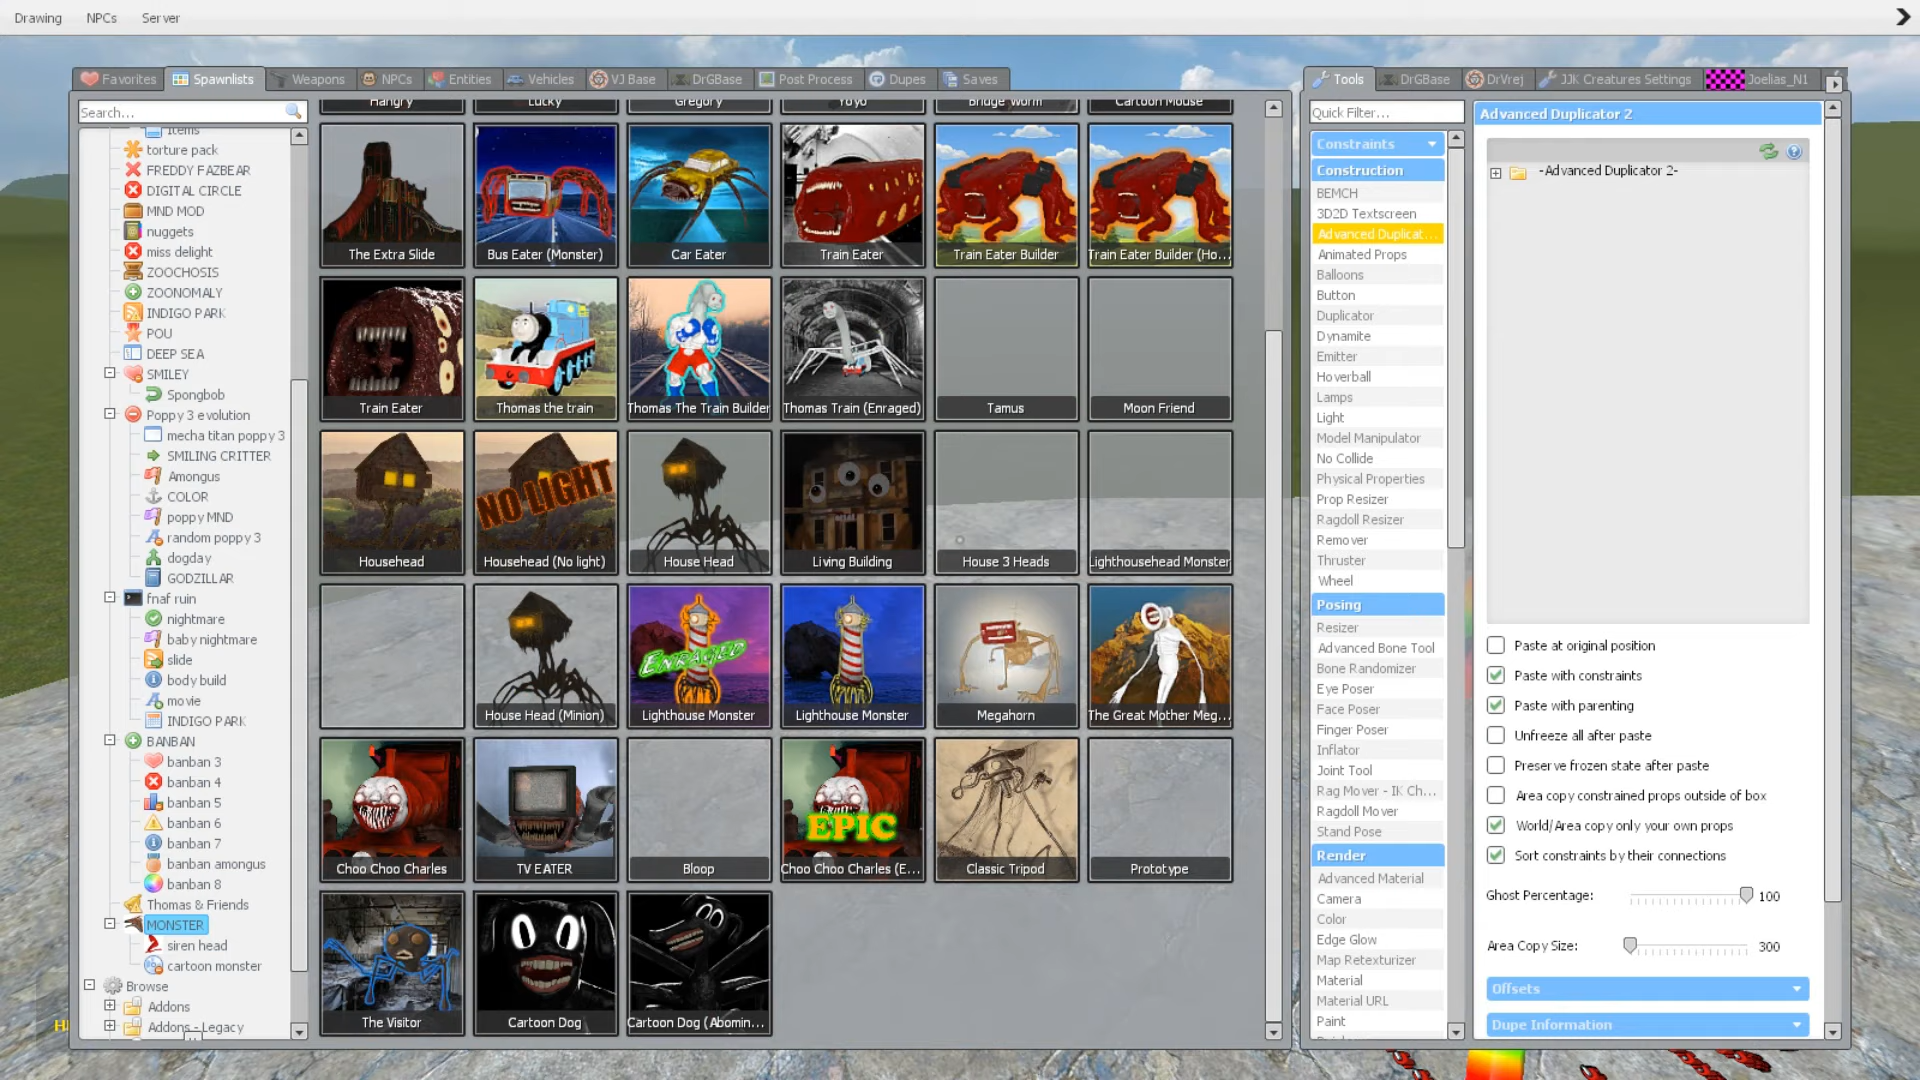 Drawing NPCs Server
Favorites Spawnlists Weapons NPCs Entities Vehicles VJ Base DrGBase Post Process Dupes Saves
Search...
Items
torture pack
FREDDY FAZBEAR
DIGITAL CIRCLE
MND MOD
nuggets
miss delight
ZOOCHOSIS
ZOONOMALY
INDIGO PARK
POU
DEEP SEA
SMILEY
Spongbob
Poppy 3 evolution
mecha titan poppy 3
SMILING CRITTER
Amongus
COLOR
poppy MND
random poppy 3
dogday
GODZILLAR
fnaf ruin
nightmare
baby nightmare
slide
body build
movie
INDIGO PARK
BANBAN
banban 3
banban 4
banban 5
banban 6
banban 7
banban amongus
banban 8
Thomas & Friends
MONSTER
siren head
cartoon monster
Browse
Addons
Addons - Legacy
Hangry Lucky Gregory Yoyo Bridge Worm Cartoon Mouse
The Extra Slide Bus Eater (Monster) Car Eater Train Eater Train Eater Builder Train Eater Builder (Ho...
Train Eater Thomas the train Thomas The Train Builder Thomas Train (Enraged) Tamus Moon Friend
NO LIGHT
Househead Househead (No light) House Head Living Building House 3 Heads Lighthousehead Monster
ENRAGED
House Head (Minion) Lighthouse Monster Lighthouse Monster Megahorn The Great Mother Meg...
EPIC
Choo Choo Charles TV EATER Bloop Choo Choo Charles (E... Classic Tripod Prototype
The Visitor Cartoon Dog Cartoon Dog (Abomin...
Tools DrGBase DrVrej JJK Creatures Settings Joelias_N1
Quick Filter...
Constraints
Construction
BEMCH
3D2D Textscreen
Advanced Duplicat...
Animated Props
Balloons
Button
Duplicator
Dynamite
Emitter
Hoverball
Lamps
Light
Model Manipulator
No Collide
Physical Properties
Prop Resizer
Ragdoll Resizer
Remover
Thruster
Wheel
Posing
Resizer
Advanced Bone Tool
Bone Randomizer
Eye Poser
Face Poser
Finger Poser
Inflator
Joint Tool
Rag Mover - IK Ch...
Ragdoll Mover
Stand Pose
Render
Advanced Material
Camera
Color
Edge Glow
Map Retexturizer
Material
Material URL
Paint
Advanced Duplicator 2
-Advanced Duplicator 2-
Paste at original position
Paste with constraints
Paste with parenting
Unfreeze all after paste
Preserve frozen state after paste
Area copy constrained props outside of box
World/Area copy only your own props
Sort constraints by their connections
Ghost Percentage: 100
Area Copy Size: 300
Offsets
Dupe Information